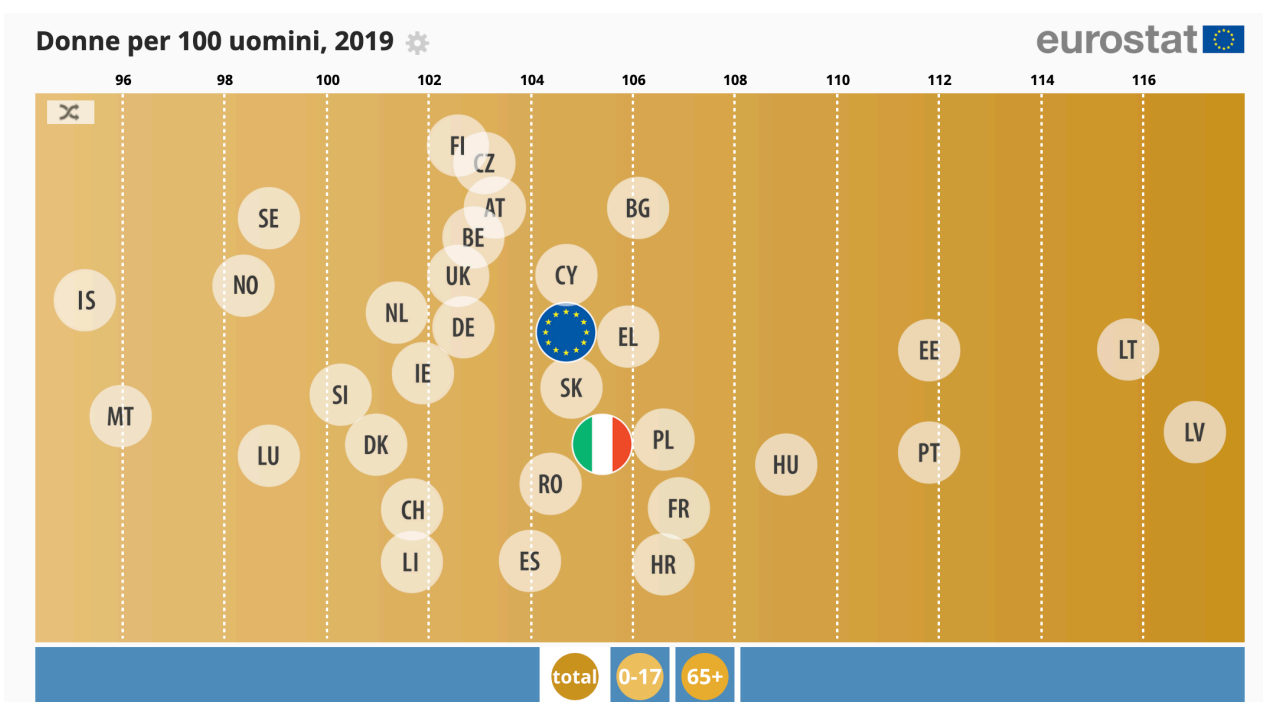 Donne per 100 uomini, 2019
eurostat
96 98 100 102 104 106 108 110 112 114 116
FI
CZ
AT
BG
SE
BE
UK
CY
NO
IS
NL
DE
EL
EE
LT
IE
SK
SI
MT
LV
PL
DK
PT
LU
HU
RO
FR
CH
ES
LI
HR
total 0-17 65+